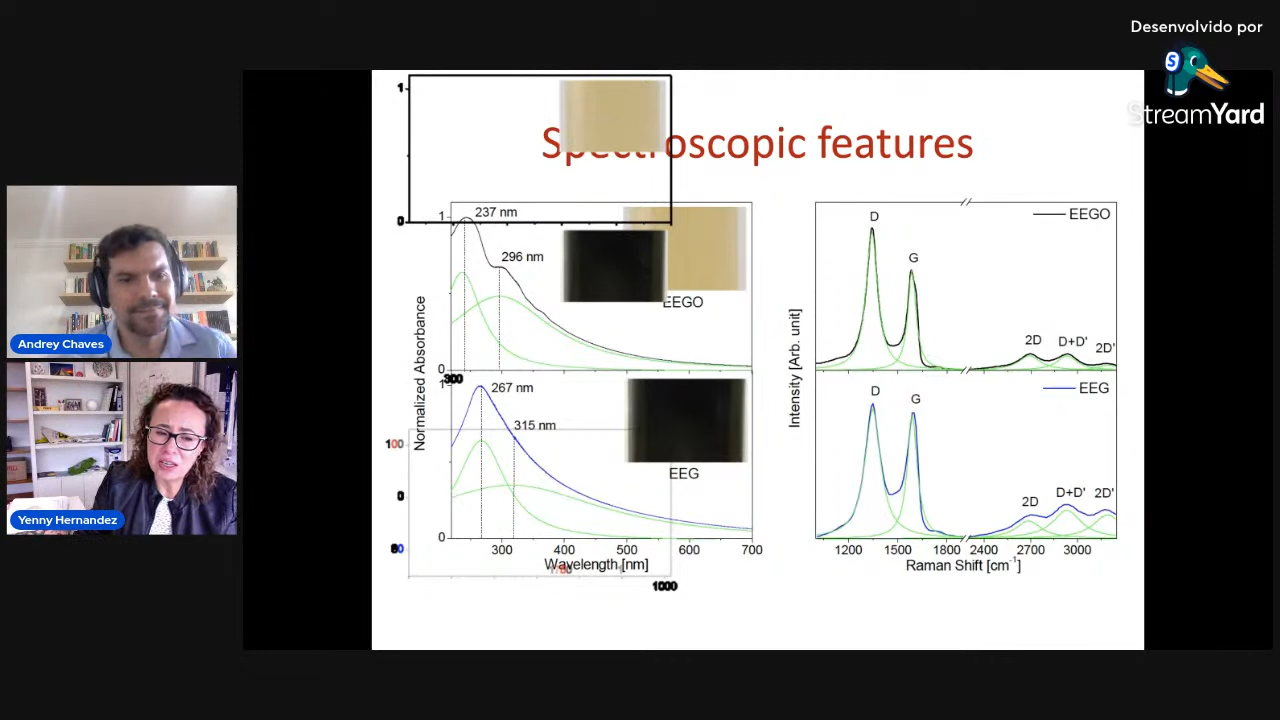 Desenvolvido por
S
StreamYard
Andrey Chaves
Yenny Hernandez
Spectroscopic features
1
0
1
237 nm
296 nm
EEGO
0
300
1
267 nm
315 nm
EEG
100
0
0
300
400
500
600
700
Normalized Absorbance
Wavelength [nm]
1000
D
G
EEGO
2D
D+D'
2D'
D
G
EEG
2D
D+D'
2D'
1200
1500
1800
2400
2700
3000
Intensity [Arb. unit]
Raman Shift [cm⁻¹]